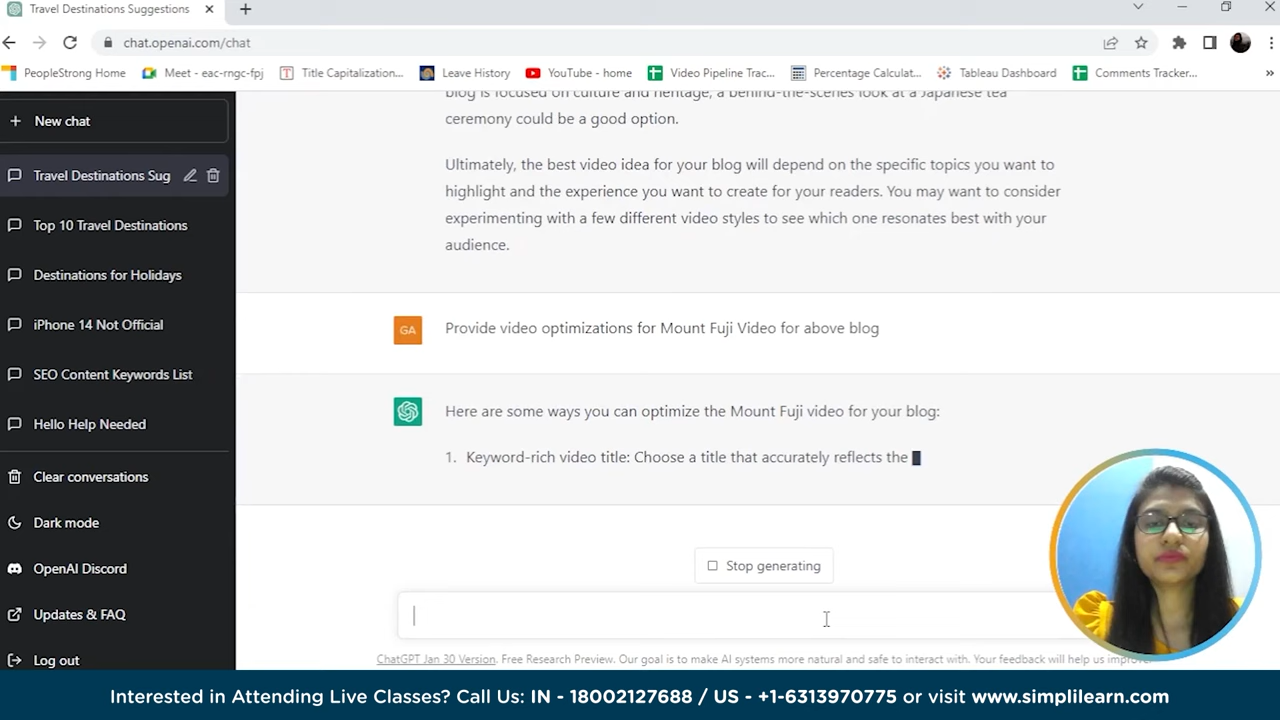 Travel Destinations Suggestions
chat.openai.com/chat
PeopleStrong Home Meet - eac-rngc-fpj Title Capitalization... Leave History YouTube - home Video Pipeline Trac... Percentage Calculat... Tableau Dashboard Comments Tracker...
New chat
Travel Destinations Sug
Top 10 Travel Destinations
Destinations for Holidays
iPhone 14 Not Official
SEO Content Keywords List
Hello Help Needed
Clear conversations
Dark mode
OpenAI Discord
Updates & FAQ
Log out
blog is focused on culture and heritage, a behind-the-scenes look at a Japanese tea
ceremony could be a good option.
Ultimately, the best video idea for your blog will depend on the specific topics you want to
highlight and the experience you want to create for your readers. You may want to consider
experimenting with a few different video styles to see which one resonates best with your
audience.
GA
Provide video optimizations for Mount Fuji Video for above blog
Here are some ways you can optimize the Mount Fuji video for your blog:
1. Keyword-rich video title: Choose a title that accurately reflects the
Stop generating
ChatGPT Jan 30 Version. Free Research Preview. Our goal is to make AI systems more natural and safe to interact with. Your feedback will help us
Interested in Attending Live Classes? Call Us: IN - 18002127688 / US - +1-6313970775 or visit www.simplilearn.com